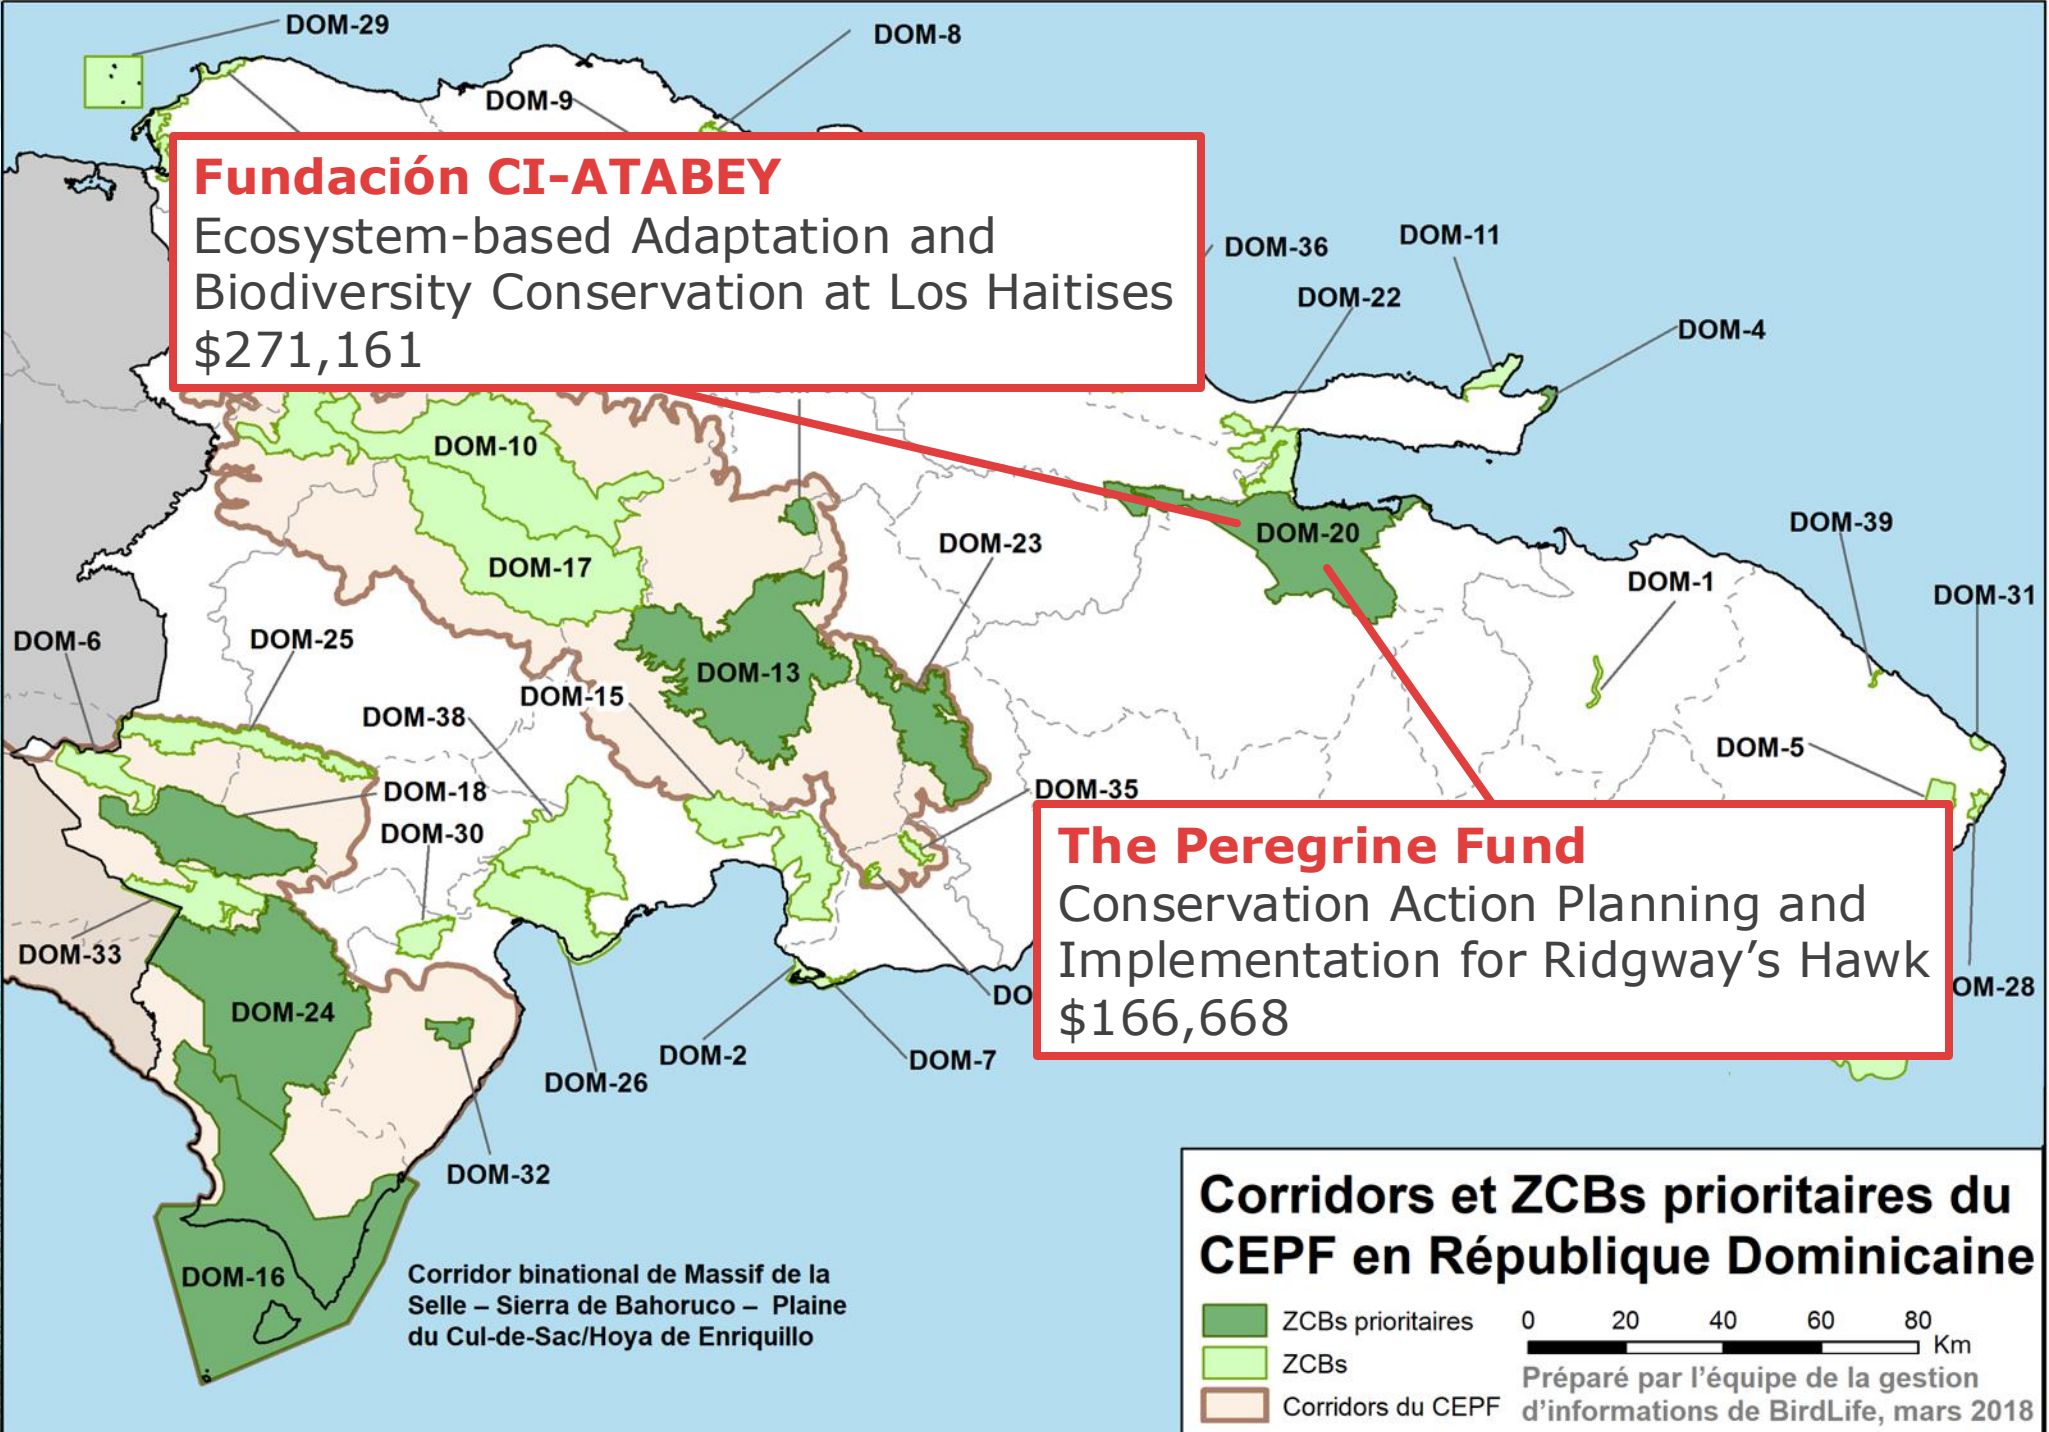 DOM-29
DOM-8
DOM-9
Fundación CI-ATABEY
Ecosystem-based Adaptation and
Biodiversity Conservation at Los Haitises
$271,161
DOM-36
DOM-11
DOM-22
DOM-4
DOM-10
DOM-17
DOM-23
DOM-20
DOM-39
DOM-1
DOM-31
DOM-6
DOM-25
DOM-13
DOM-15
DOM-38
DOM-5
DOM-18
DOM-35
DOM-30
The Peregrine Fund
Conservation Action Planning and
Implementation for Ridgway’s Hawk
$166,668
DOM-33
DO
OM-28
DOM-24
DOM-2
DOM-7
DOM-26
DOM-32
DOM-16
Corridor binational de Massif de la
Selle – Sierra de Bahoruco – Plaine
du Cul-de-Sac/Hoya de Enriquillo
Corridors et ZCBs prioritaires du
CEPF en République Dominicaine
ZCBs prioritaires
ZCBs
Corridors du CEPF
0 20 40 60 80
Km
Préparé par l’équipe de la gestion
d’informations de BirdLife, mars 2018